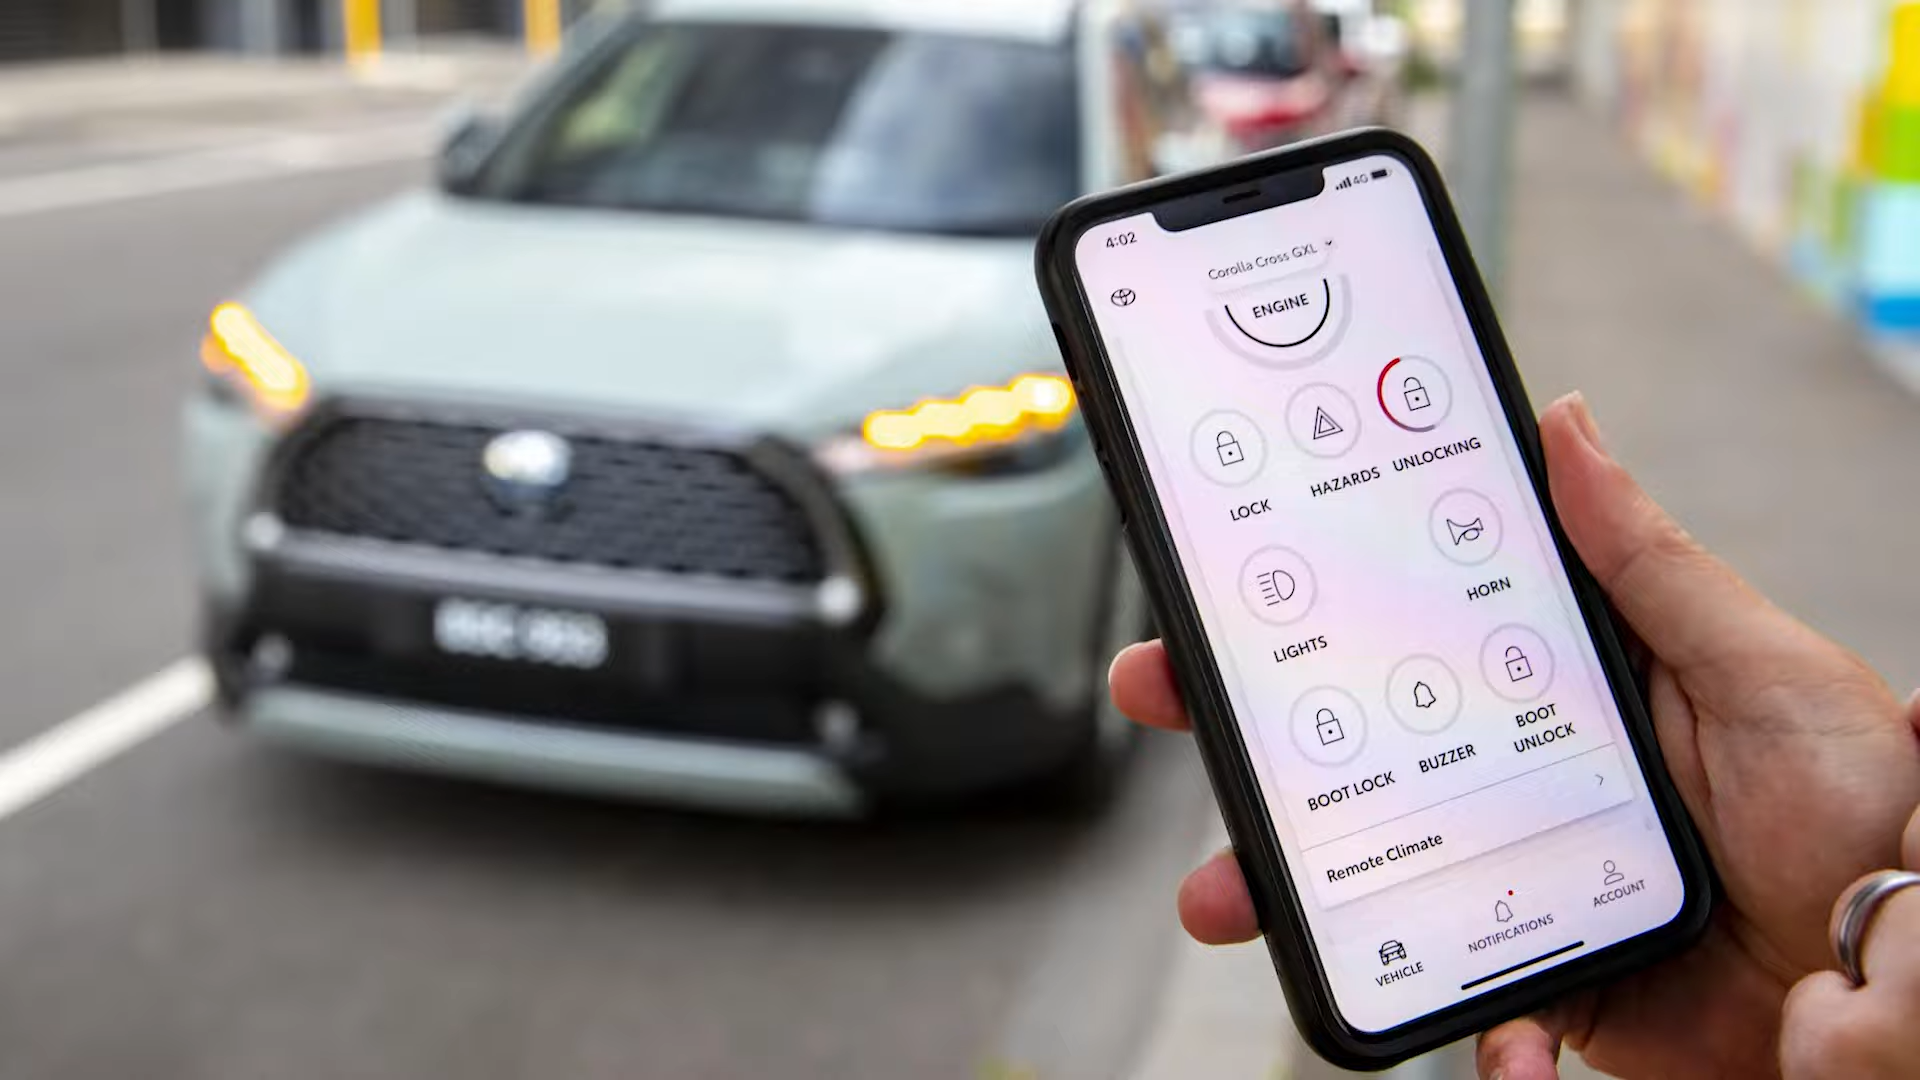 4:02
4G
Corolla Cross GXL
ENGINE
LOCK
HAZARDS
UNLOCKING
LIGHTS
HORN
BOOT LOCK
BUZZER
BOOT
UNLOCK
Remote Climate
VEHICLE
NOTIFICATIONS
ACCOUNT